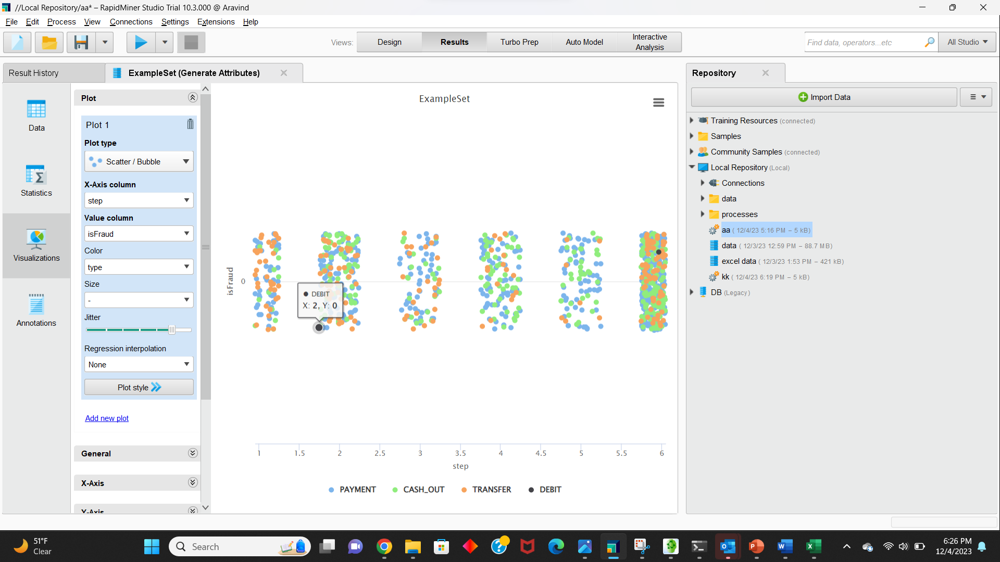 //Local Repository/aa* – RapidMiner Studio Trial 10.3.000 @ Aravind
File Edit Process View Connections Settings Extensions Help
Views: Design Results Turbo Prep Auto Model Interactive Analysis
Find data, operators...etc
All Studio
Result History
ExampleSet (Generate Attributes)
Data
Statistics
Visualizations
Annotations
Plot
Plot 1
Plot type
Scatter / Bubble
X-Axis column
step
Value column
isFraud
Color
type
Size
-
Jitter
Regression interpolation
None
Plot style
Add new plot
General
X-Axis
Y-Axis
ExampleSet
isFraud
0
DEBIT
X: 2, Y: 0
1 1.5 2 2.5 3 3.5 4 4.5 5 5.5 6
step
PAYMENT CASH_OUT TRANSFER DEBIT
Repository
Import Data
Training Resources (connected)
Samples
Community Samples (connected)
Local Repository (Local)
Connections
data
processes
aa ( 12/4/23 5:16 PM – 5 kB)
data ( 12/3/23 12:59 PM – 88.7 MB)
excel data ( 12/3/23 1:53 PM – 421 kB)
kk ( 12/4/23 6:19 PM – 5 kB)
DB (Legacy)
51°F
Clear
Search
6:26 PM
12/4/2023